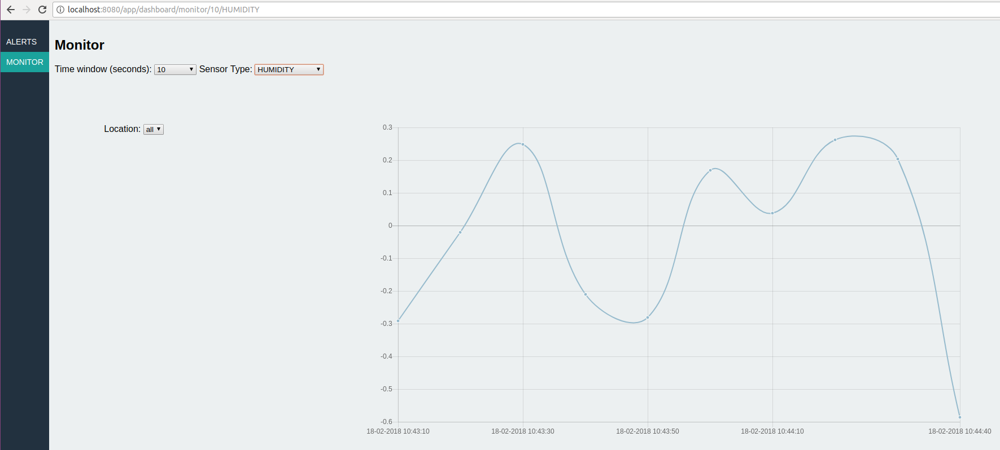 localhost:8080/app/dashboard/monitor/10/HUMIDITY
ALERTS
MONITOR
Monitor
Time window (seconds): 10 Sensor Type: HUMIDITY
Location: all
0.3
0.2
0.1
0
-0.1
-0.2
-0.3
-0.4
-0.5
-0.6
18-02-2018 10:43:10 18-02-2018 10:43:30 18-02-2018 10:43:50 18-02-2018 10:44:10 18-02-2018 10:44:40